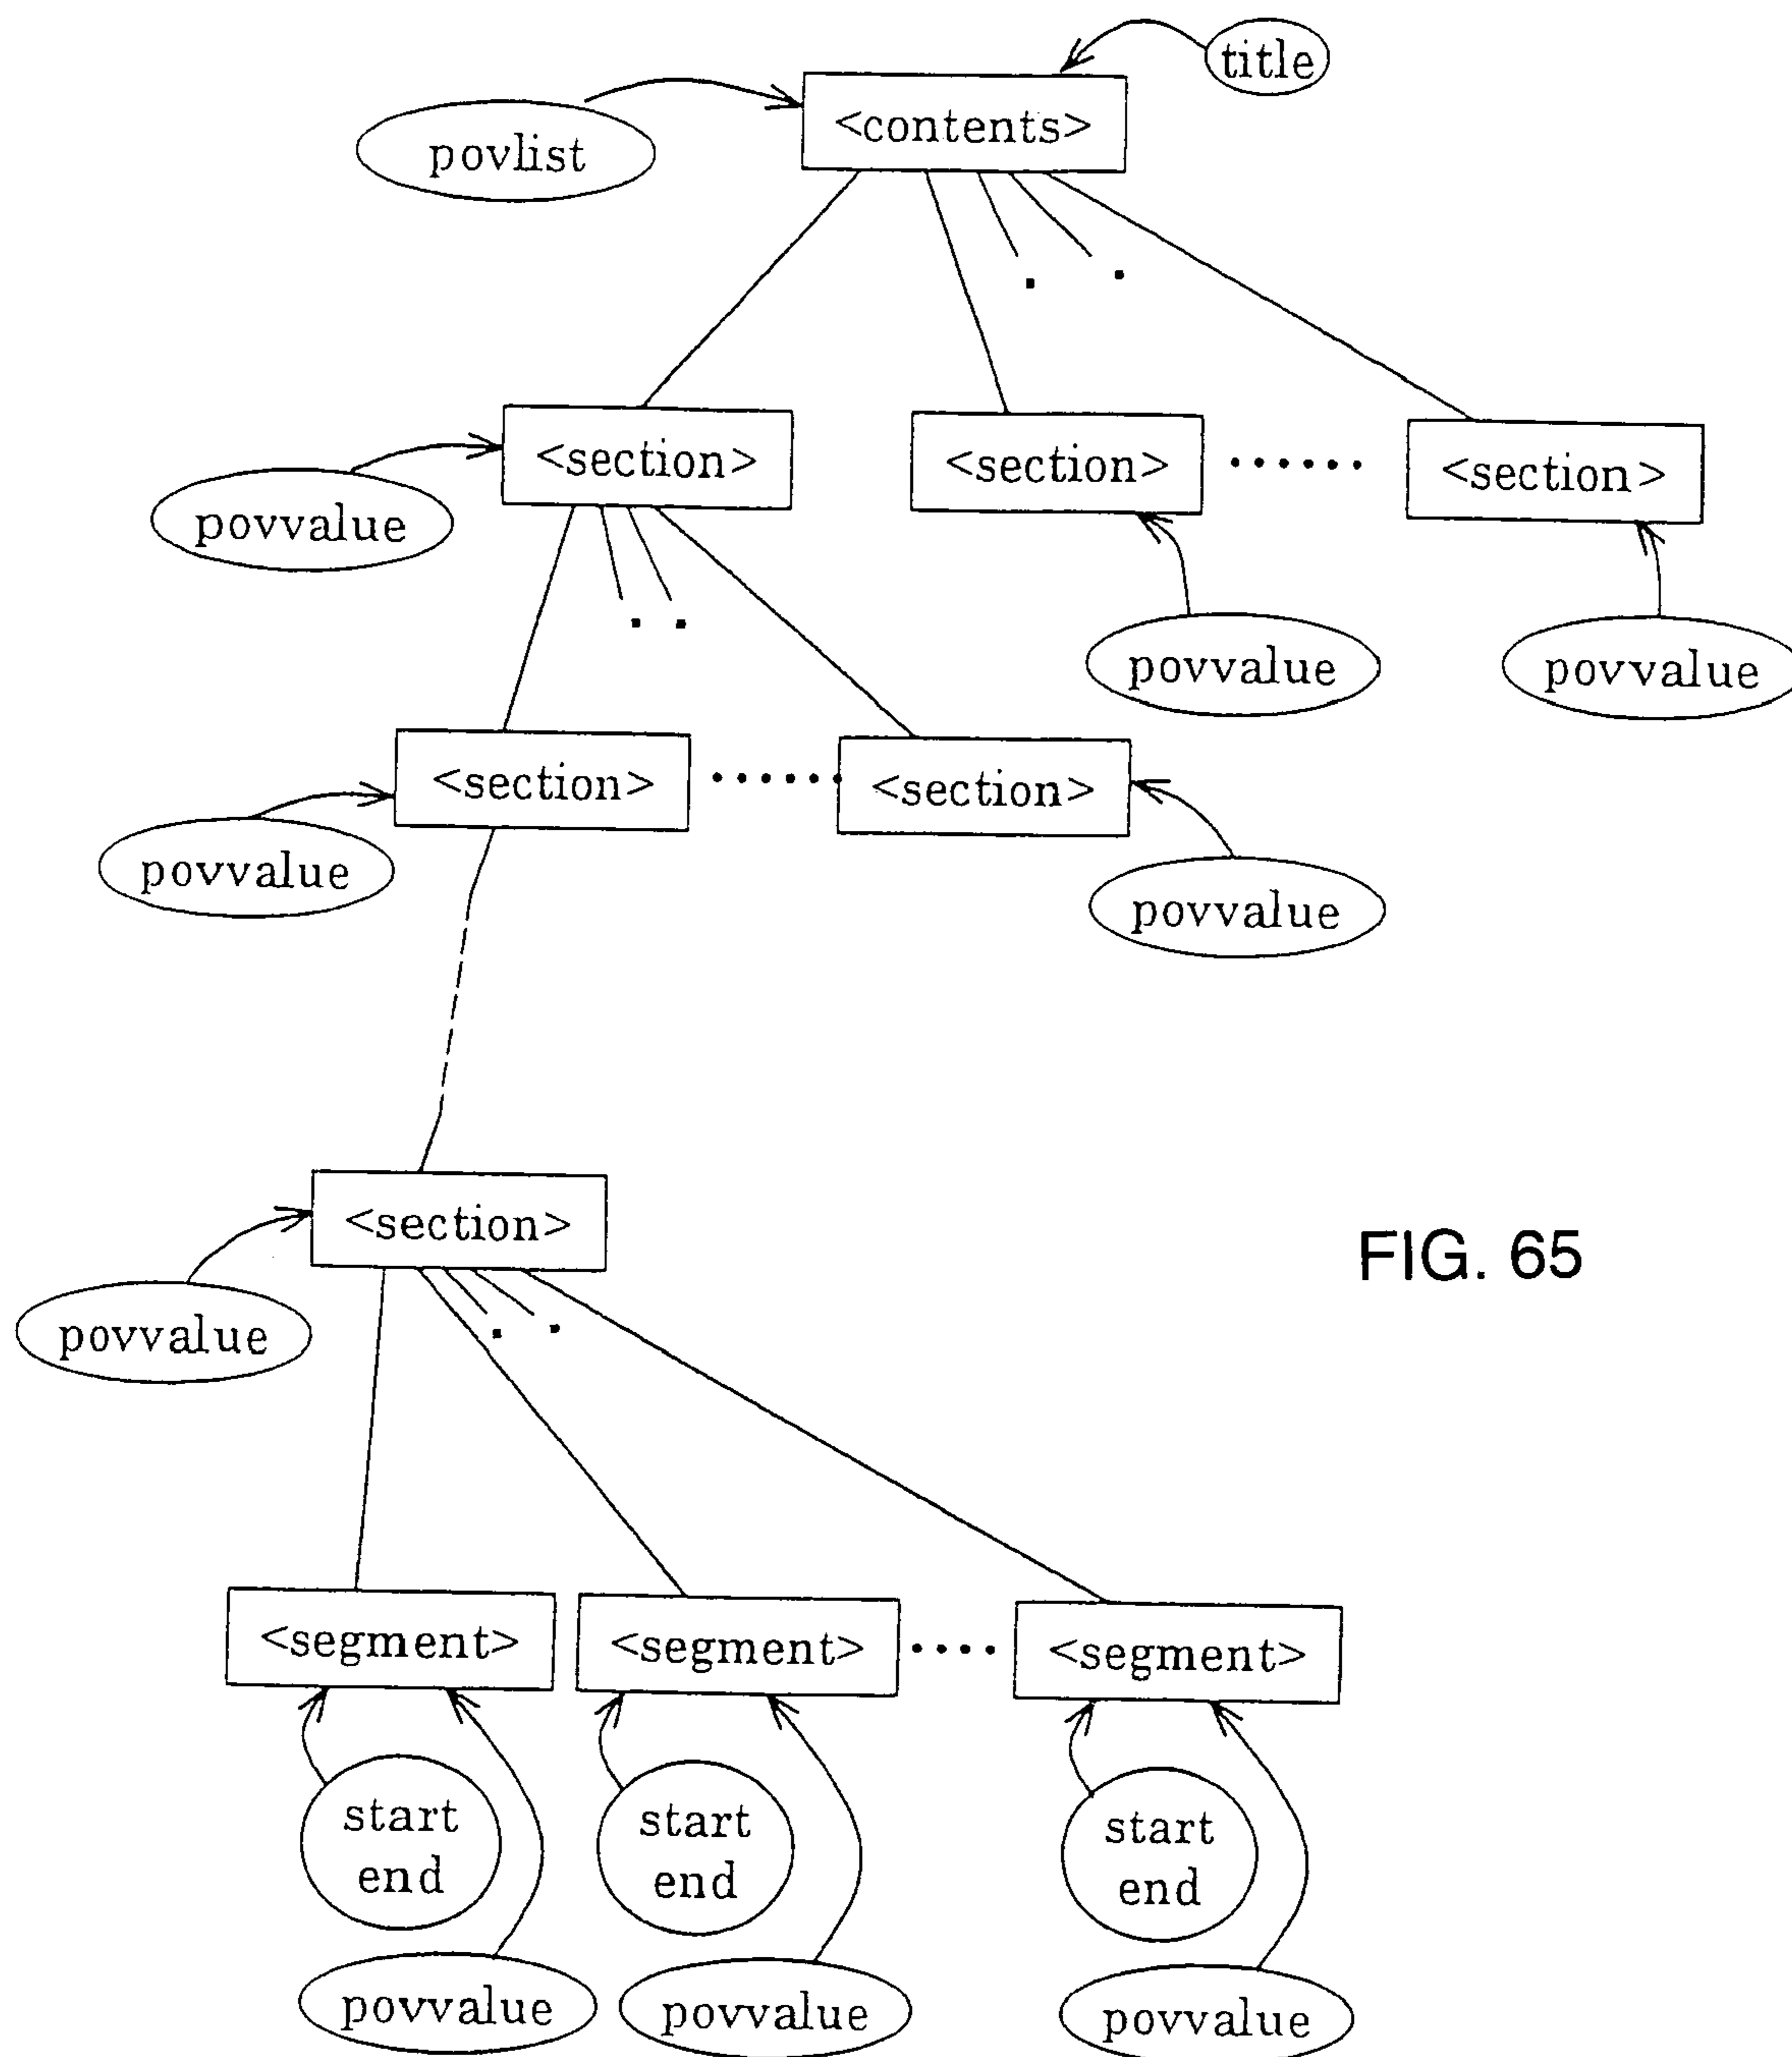 title
<contents>
povlist
<section>
<section>
<section>
povvalue
povvalue
povvalue
<section>
<section>
povvalue
povvalue
<section>
FIG. 65
povvalue
<segment>
<segment>
<segment>
start
end
start
end
start
end
povvalue
povvalue
povvalue